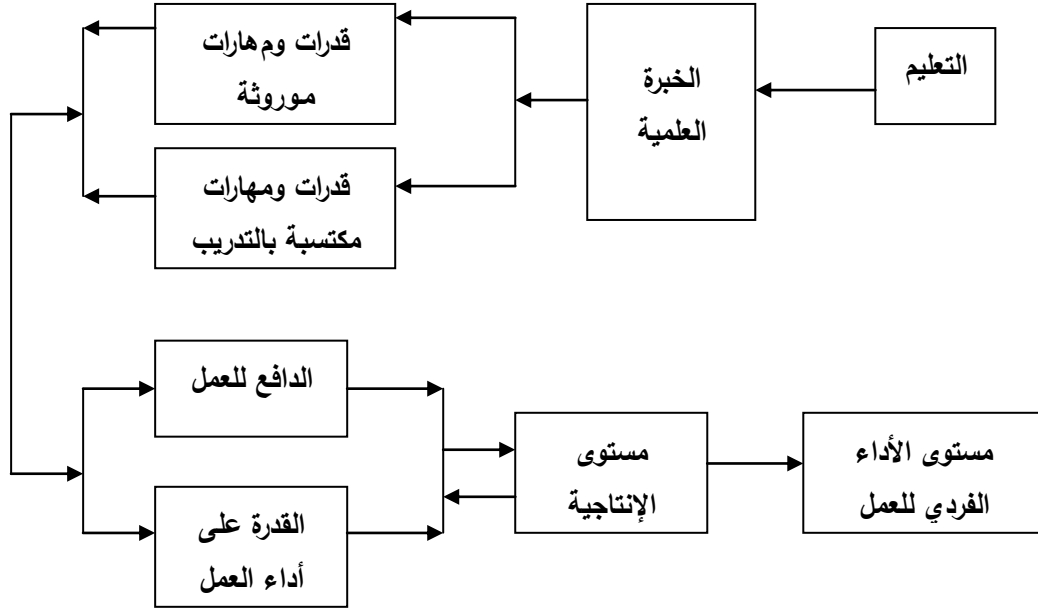 التعليم
الخبرة
العلمية
قدرات ومهارات
موروثة
قدرات ومهارات
مكتسبة بالتدريب
الدافع للعمل
القدرة على
أداء العمل
مستوى
الإنتاجية
مستوى الأداء
الفردي للعمل